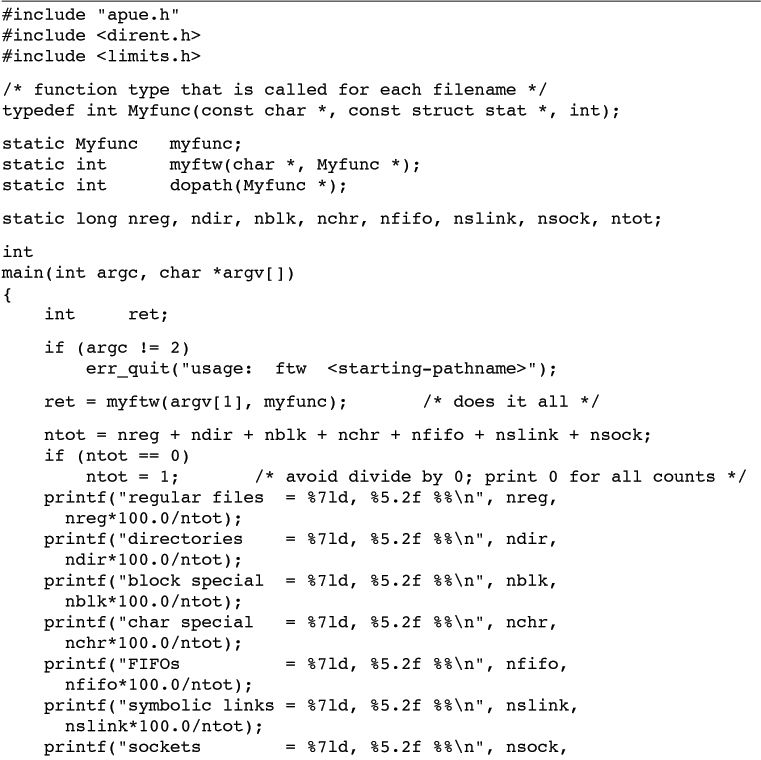 #include "apue.h"
#include <dirent.h>
#include <limits.h>
/* function type that is called for each filename */
typedef int Myfunc(const char *, const struct stat *, int);
static Myfunc   myfunc;
static int      myftw(char *, Myfunc *);
static int      dopath(Myfunc *);
static long nreg, ndir, nblk, nchr, nfifo, nslink, nsock, ntot;
int
main(int argc, char *argv[])
{
    int     ret;
    if (argc != 2)
        err_quit("usage:  ftw  <starting-pathname>");
    ret = myftw(argv[1], myfunc);       /* does it all */
    ntot = nreg + ndir + nblk + nchr + nfifo + nslink + nsock;
    if (ntot == 0)
        ntot = 1;       /* avoid divide by 0; print 0 for all counts */
    printf("regular files  = %7ld, %5.2f %%\n", nreg,
      nreg*100.0/ntot);
    printf("directories    = %7ld, %5.2f %%\n", ndir,
      ndir*100.0/ntot);
    printf("block special  = %7ld, %5.2f %%\n", nblk,
      nblk*100.0/ntot);
    printf("char special   = %7ld, %5.2f %%\n", nchr,
      nchr*100.0/ntot);
    printf("FIFOs          = %7ld, %5.2f %%\n", nfifo,
      nfifo*100.0/ntot);
    printf("symbolic links = %7ld, %5.2f %%\n", nslink,
      nslink*100.0/ntot);
    printf("sockets        = %7ld, %5.2f %%\n", nsock,